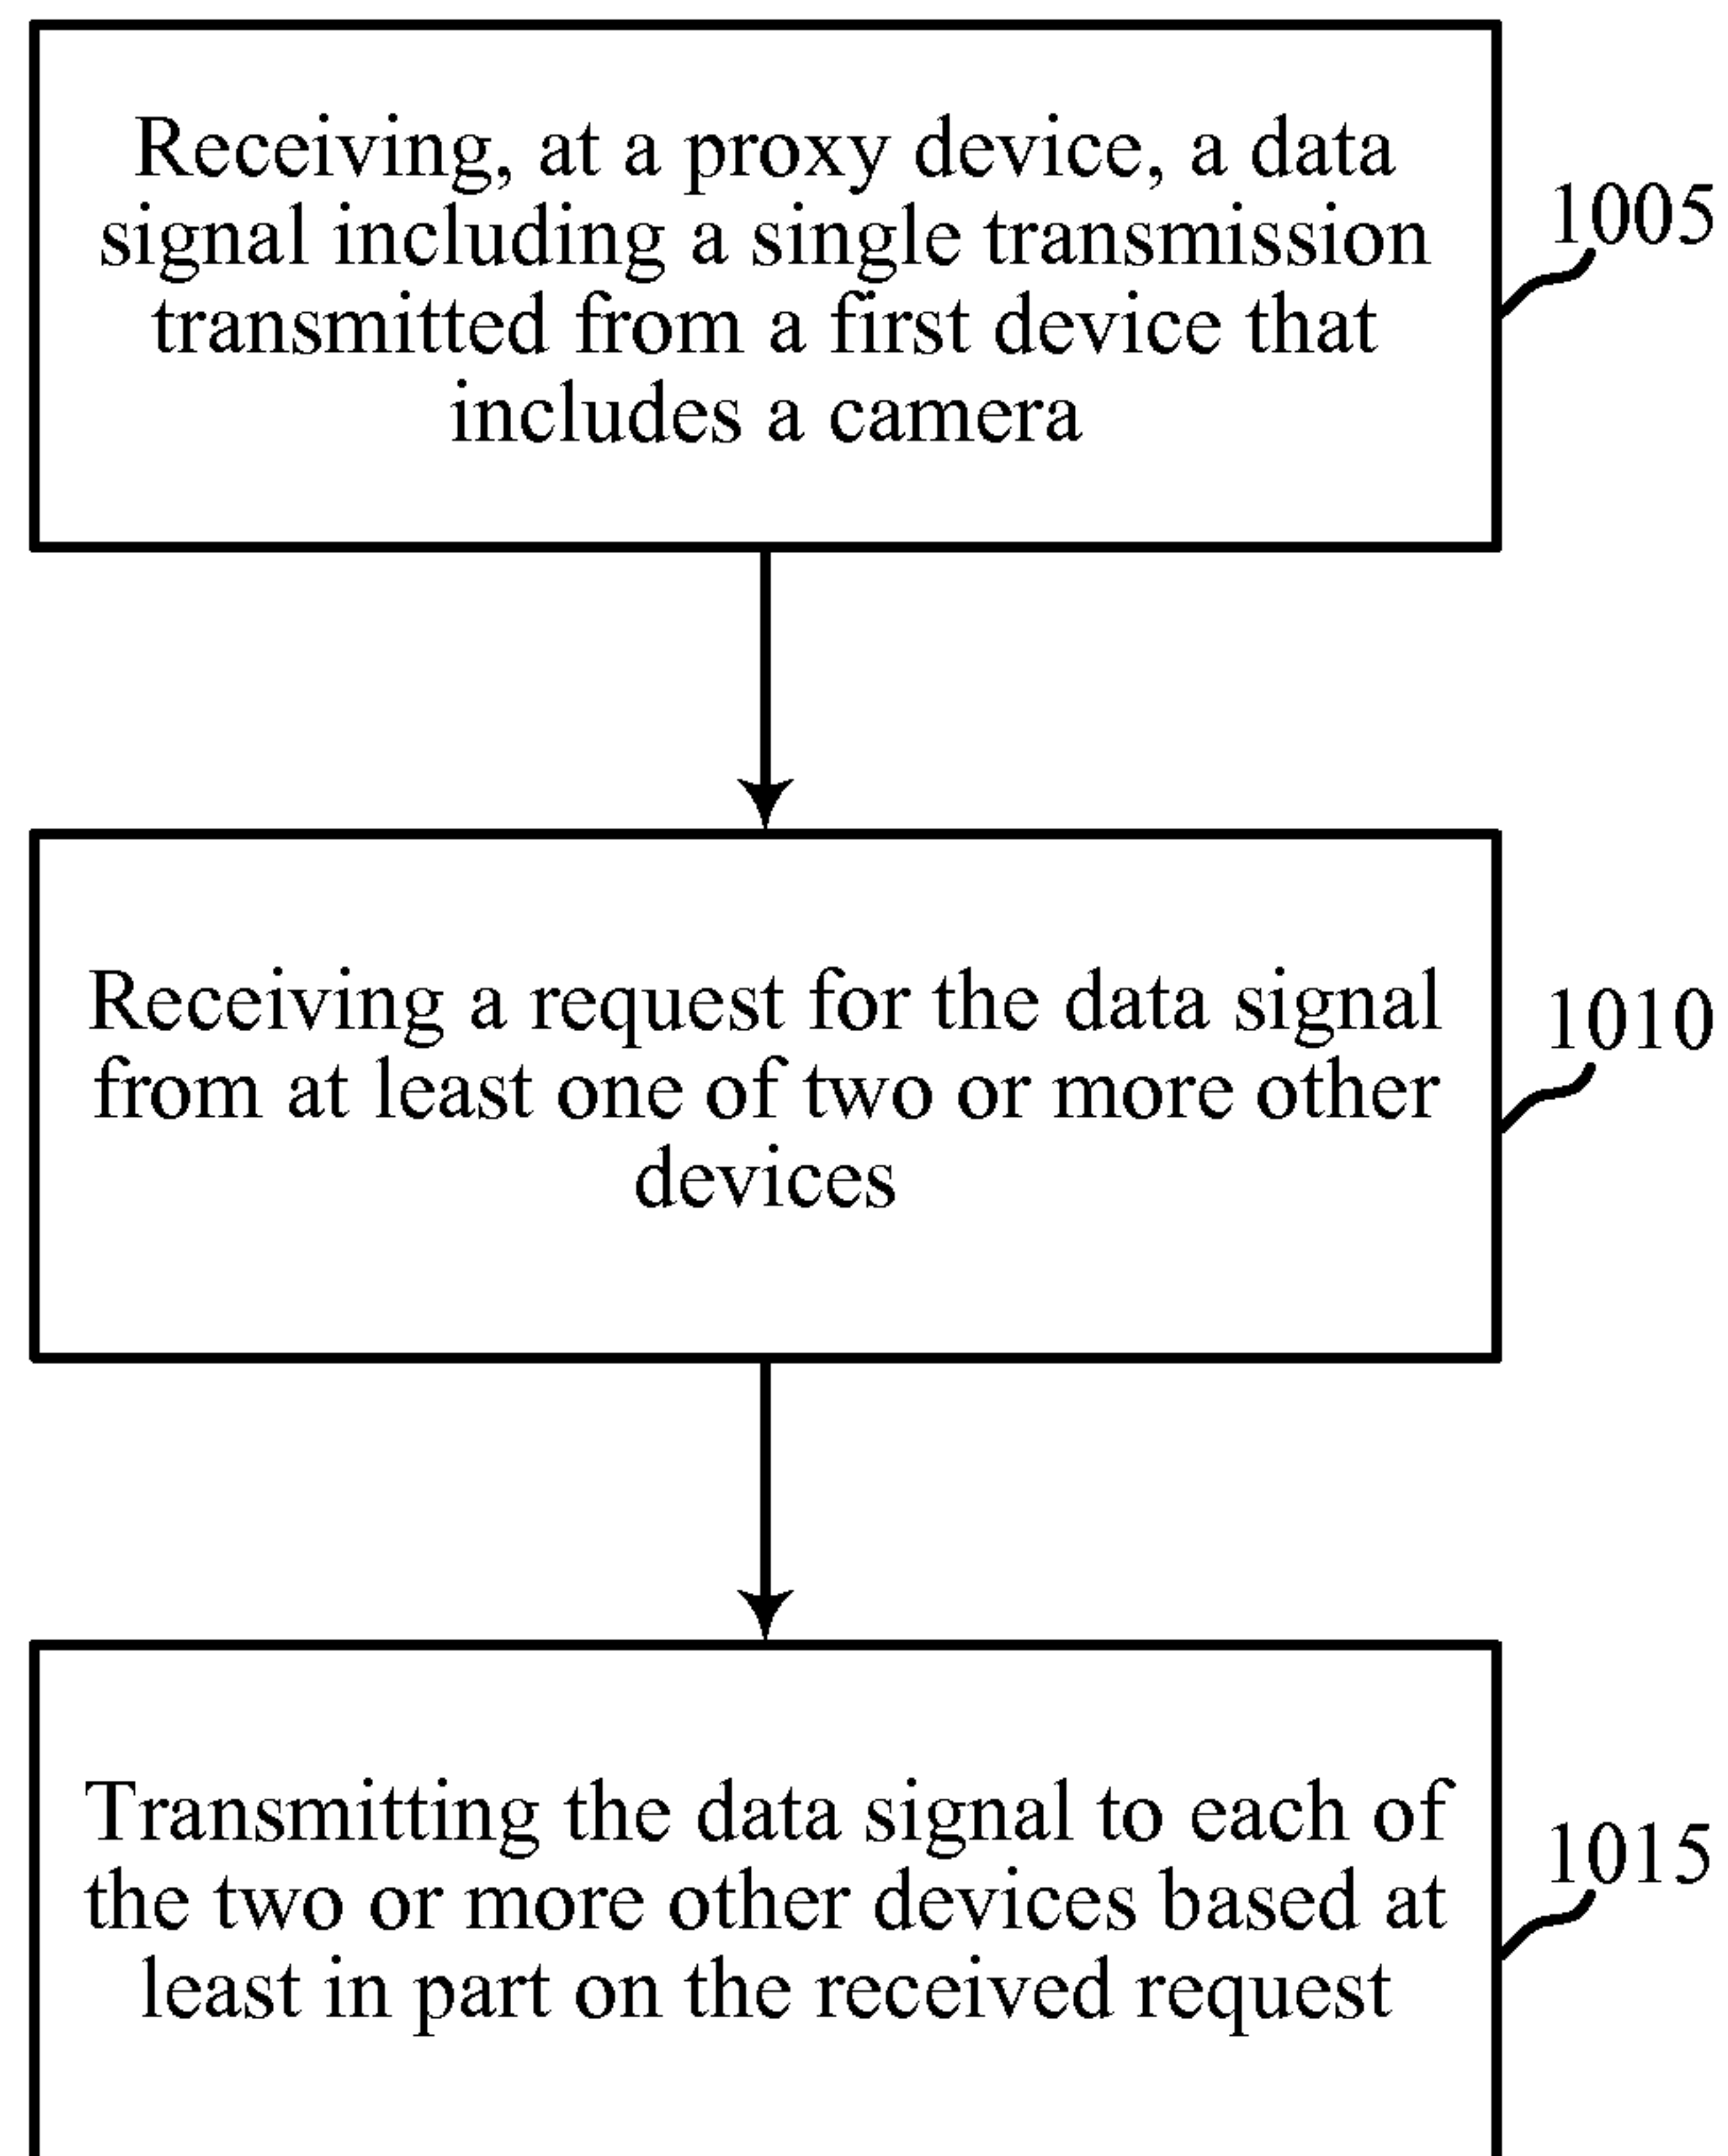 Receiving, at a proxy device, a data
signal including a single transmission
transmitted from a first device that
includes a camera
1005
Receiving a request for the data signal
from at least one of two or more other
devices
1010
Transmitting the data signal to each of
the two or more other devices based at
least in part on the received request
1015